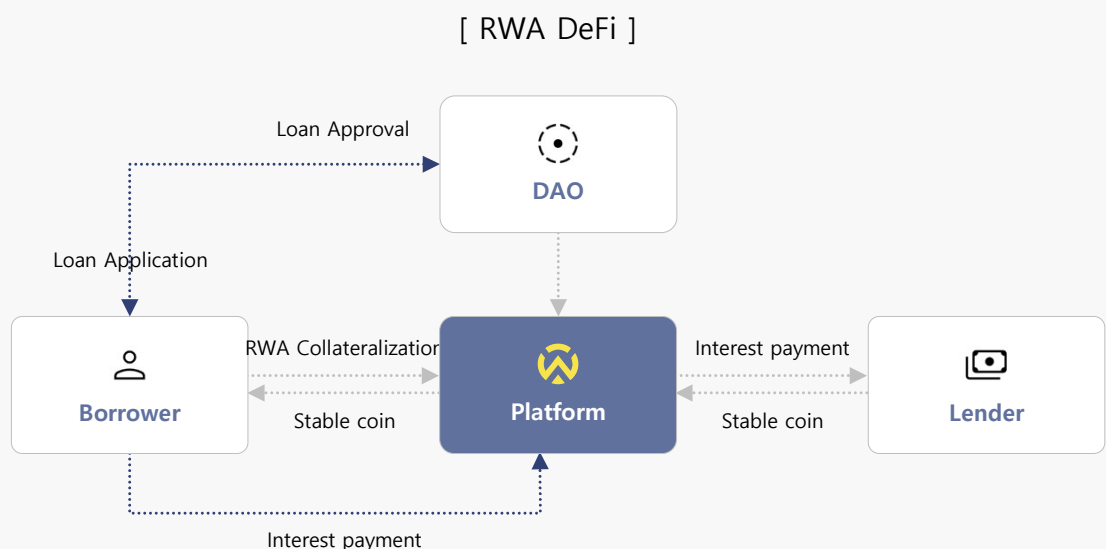 [ RWA DeFi ]
Loan Approval
DAO
Loan Application
Borrower
RWA Collateralization
Stable coin
Platform
Interest payment
Stable coin
Lender
Interest payment